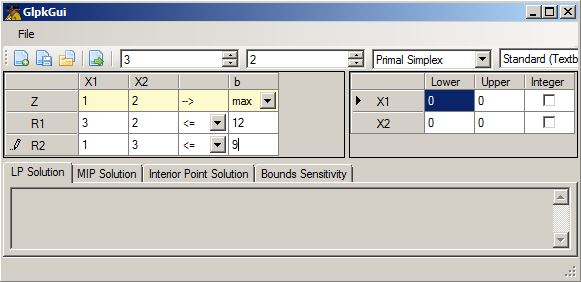 GlpkGui
File
3 2 Primal Simplex Standard (Textb
X1 X2 b
Z 1 2 --> max
R1 3 2 <= 12
R2 1 3 <= 9
Lower Upper Integer
X1 0 0
X2 0 0
LP Solution MIP Solution Interior Point Solution Bounds Sensitivity